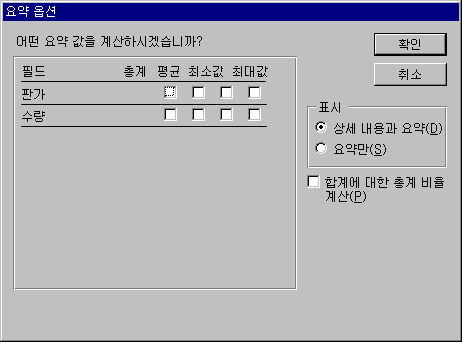 요약 옵션
어떤 요약 값을 계산하시겠습니까?
필드 총계 평균 최소값 최대값
판가
수량
확인
취소
표시
상세 내용과 요약(D)
요약만(S)
합계에 대한 총계 비율
계산(P)